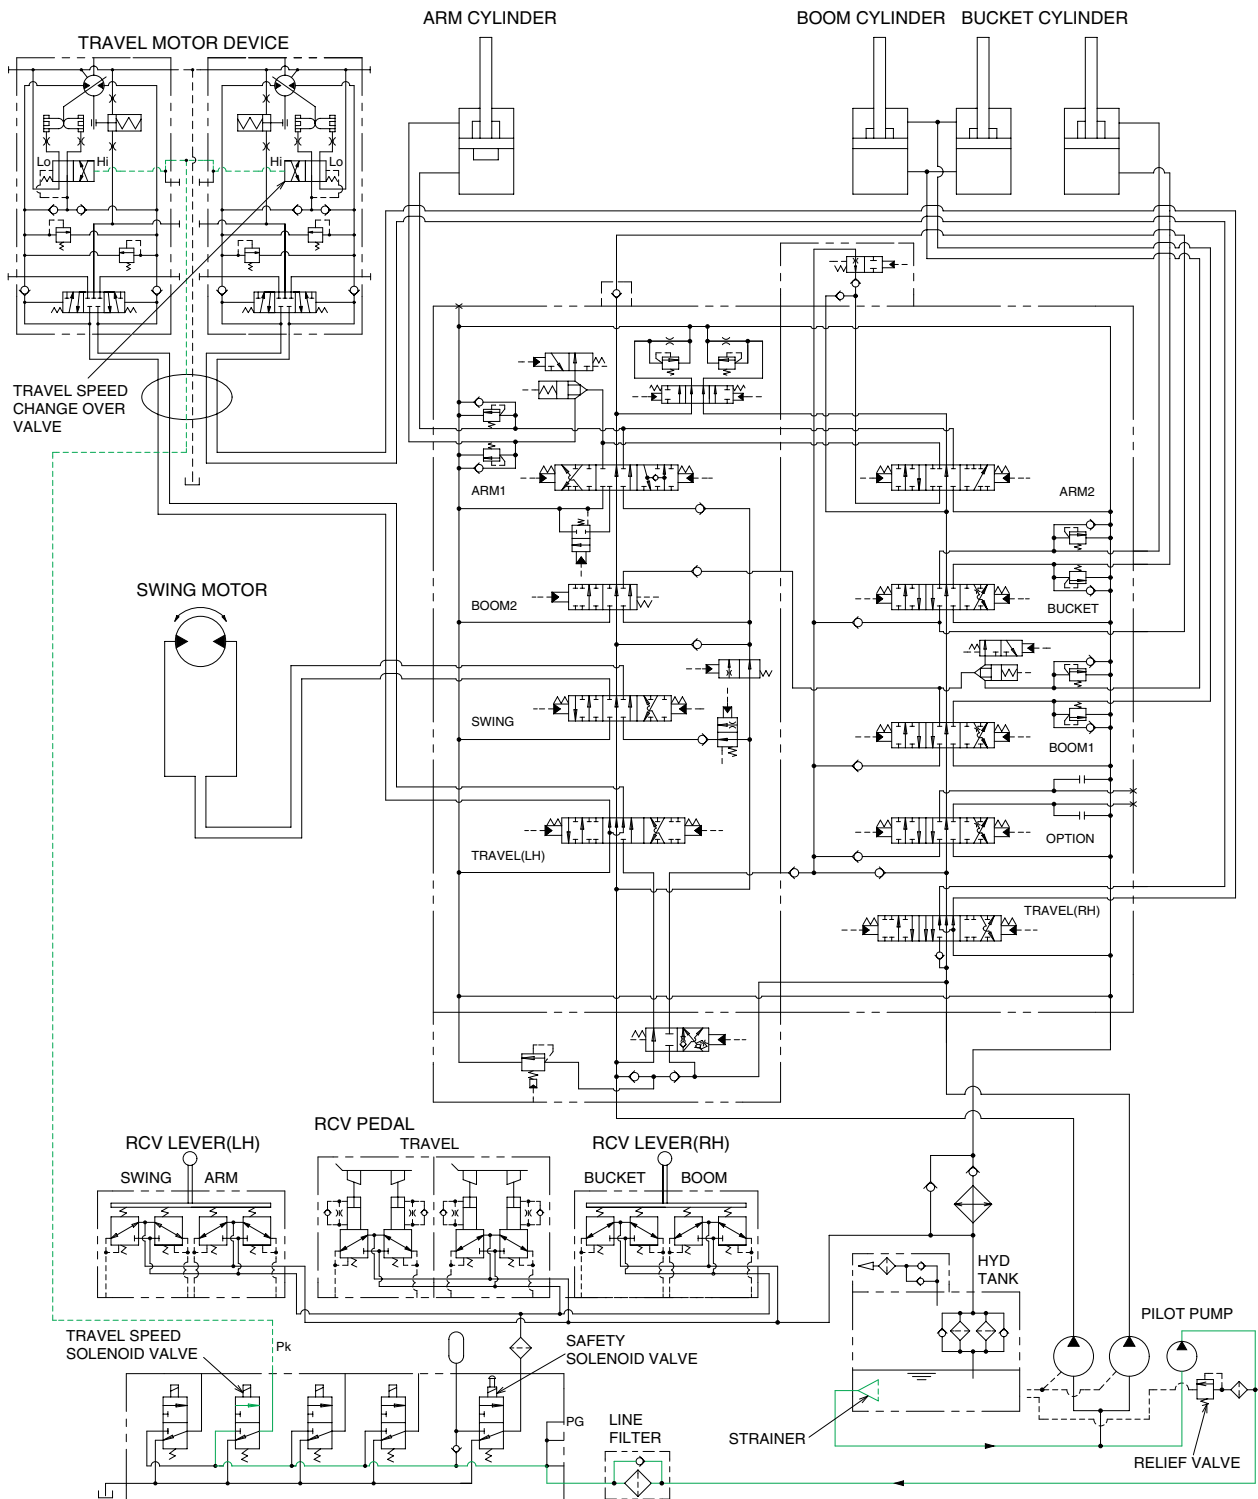 ARM CYLINDER
BOOM CYLINDER
BUCKET CYLINDER
TRAVEL MOTOR DEVICE
Lo
Hi
Hi
Lo
TRAVEL SPEED
CHANGE OVER
VALVE
ARM1
ARM2
BOOM2
BUCKET
SWING MOTOR
SWING
BOOM1
TRAVEL(LH)
OPTION
TRAVEL(RH)
RCV LEVER(LH)
SWING
ARM
RCV PEDAL
TRAVEL
RCV LEVER(RH)
BUCKET
BOOM
HYD
TANK
PILOT PUMP
TRAVEL SPEED
SOLENOID VALVE
Pk
SAFETY
SOLENOID VALVE
PG
LINE
FILTER
STRAINER
RELIEF VALVE